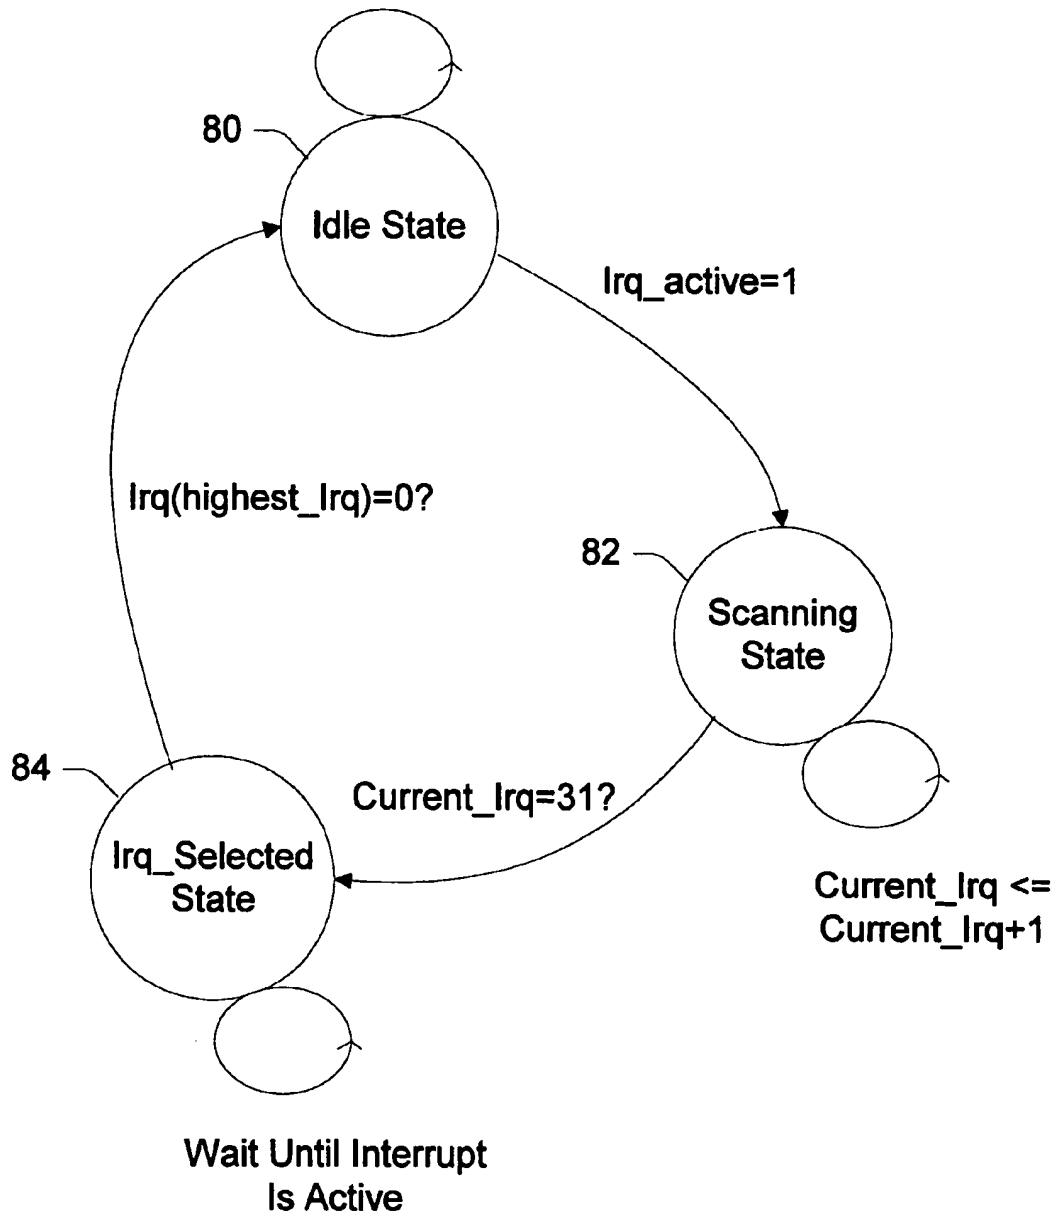 80
Idle State
Irq_active=1
Irq(highest_Irq)=0?
82
Scanning
State
84
Current_Irq=31?
Irq_Selected
State
Current_Irq <=
Current_Irq+1
Wait Until Interrupt
Is Active